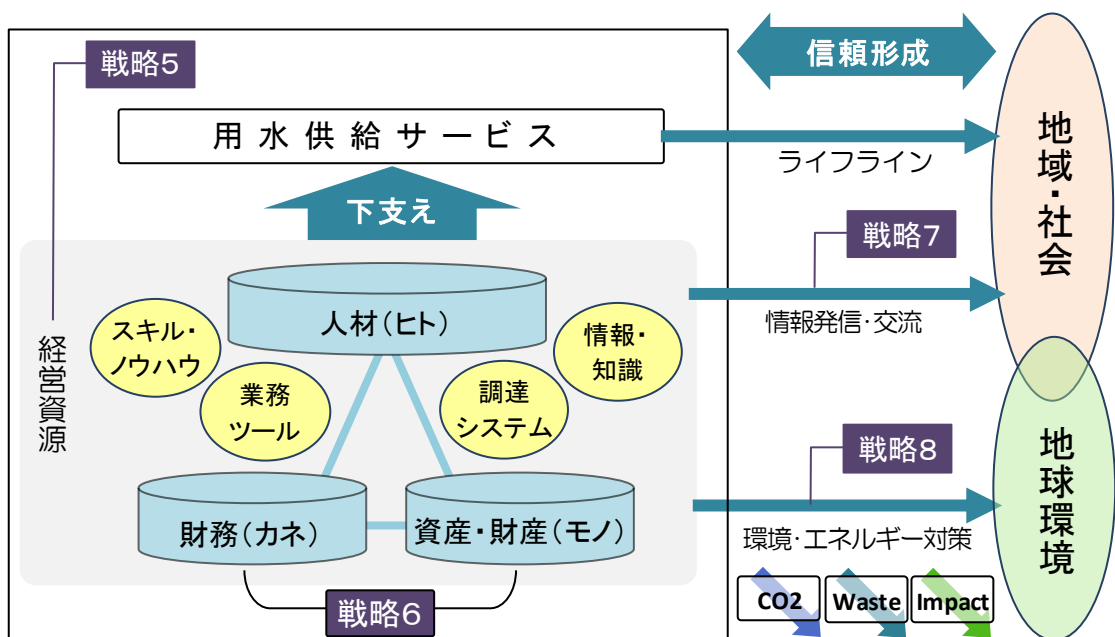 戦略5
信頼形成
用水供給サービス
ライフライン
下支え
地域・社会
戦略7
情報発信・交流
人材(ヒト)
スキル・
ノウハウ
情報・
知識
業務
ツール
調達
システム
経営資源
戦略8
財務(カネ)
資産・財産(モノ)
環境・エネルギー対策
地球環境
戦略6
CO2
Waste
Impact